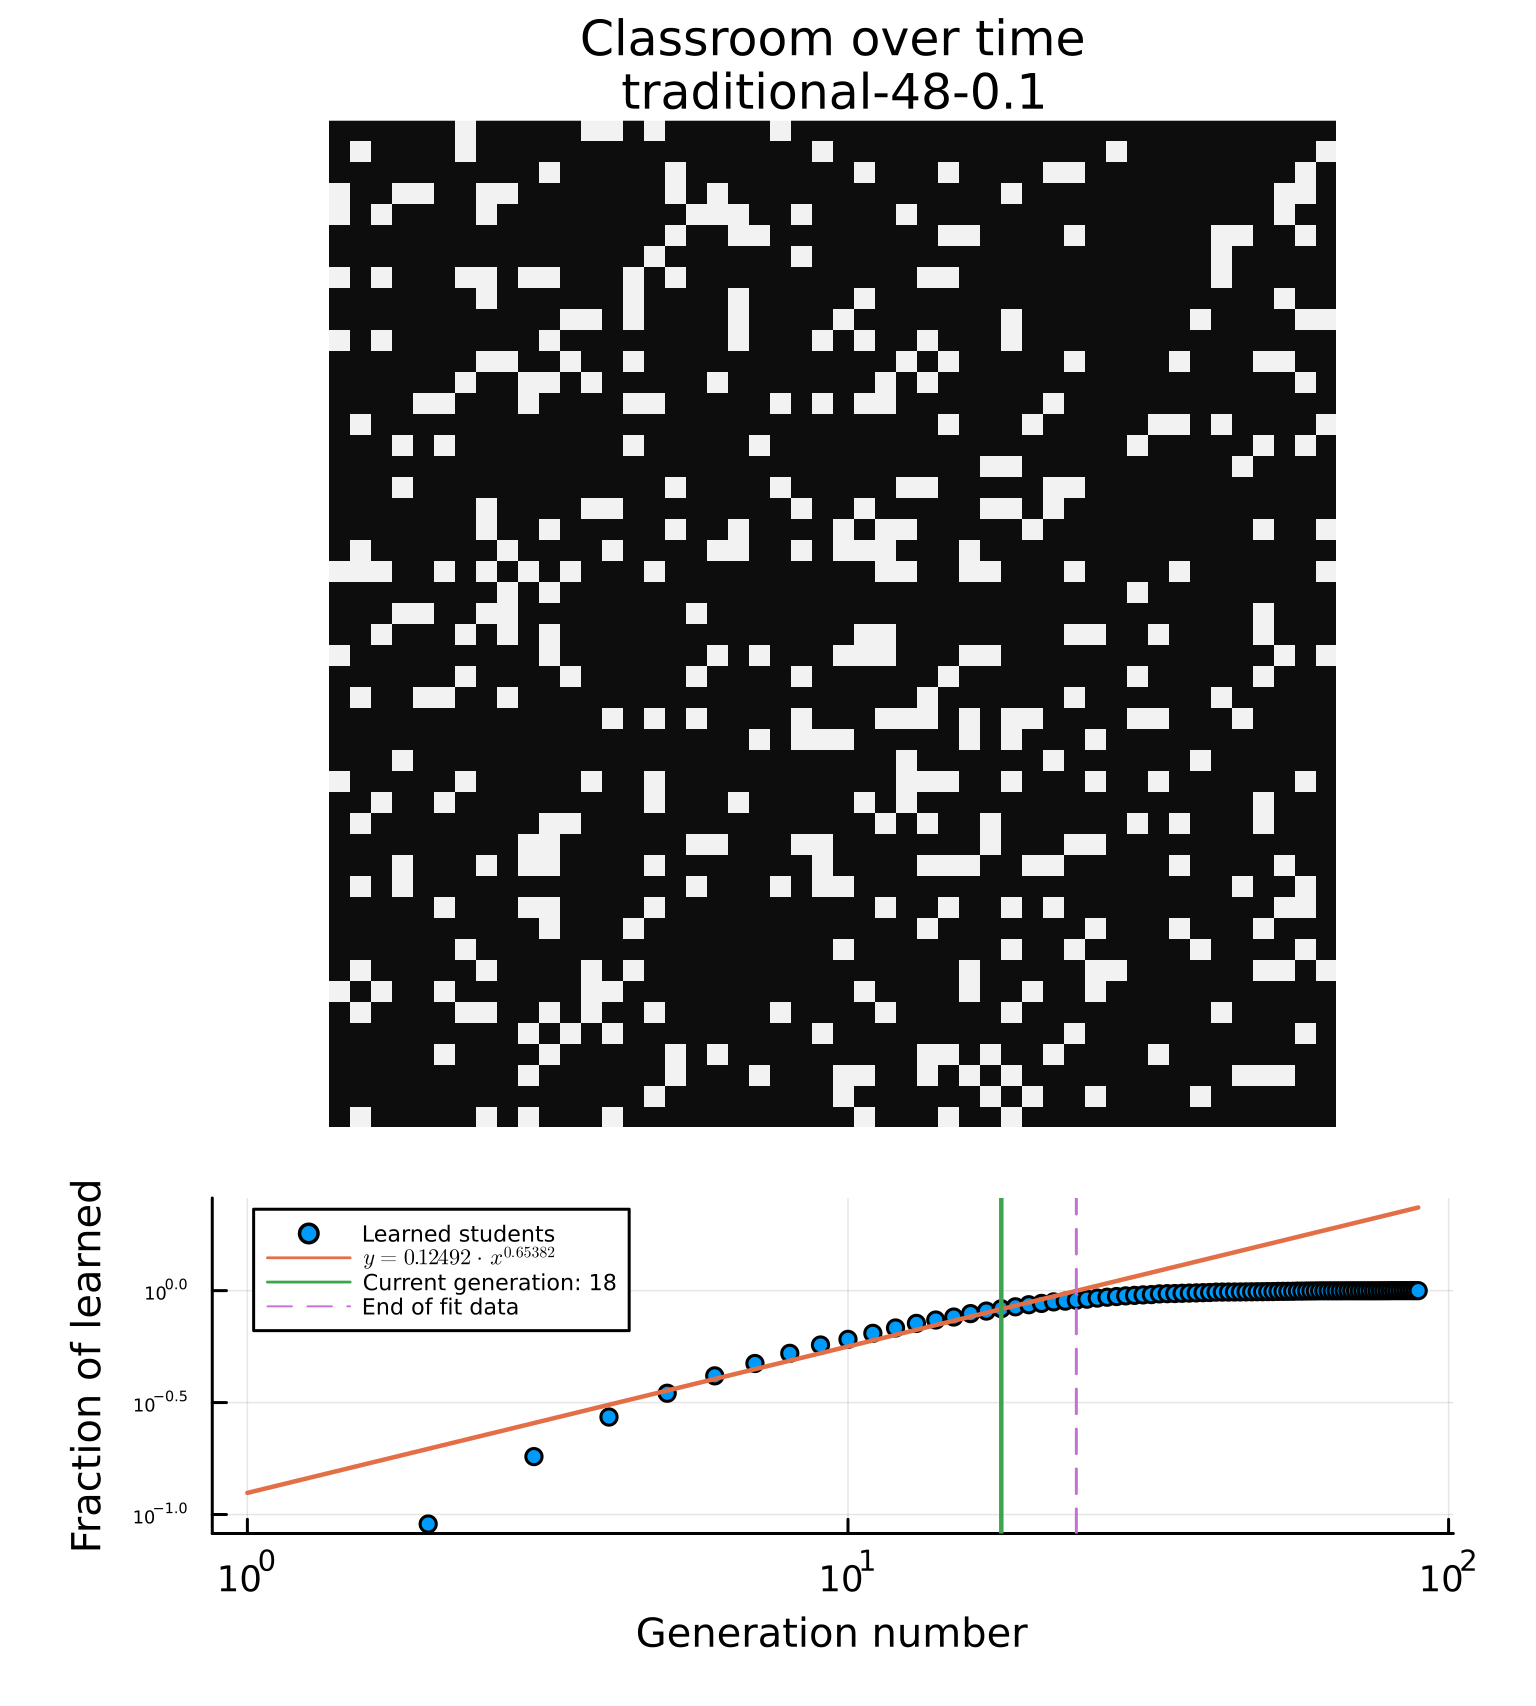 Classroom over time
traditional-48-0.1
Fraction of learned
Learned students
y = 0.12492 · x^0.65382
Current generation: 18
End of fit data
10^0.0
10^−0.5
10^−1.0
10^0
10^1
10^2
Generation number